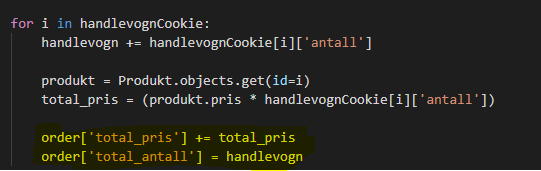 for i in handlevognCookie:
handlevogn += handlevognCookie[i]['antall']
produkt = Produkt.objects.get(id=i)
total_pris = (produkt.pris * handlevognCookie[i]['antall'])
order['total_pris'] += total_pris
order['total_antall'] = handlevogn